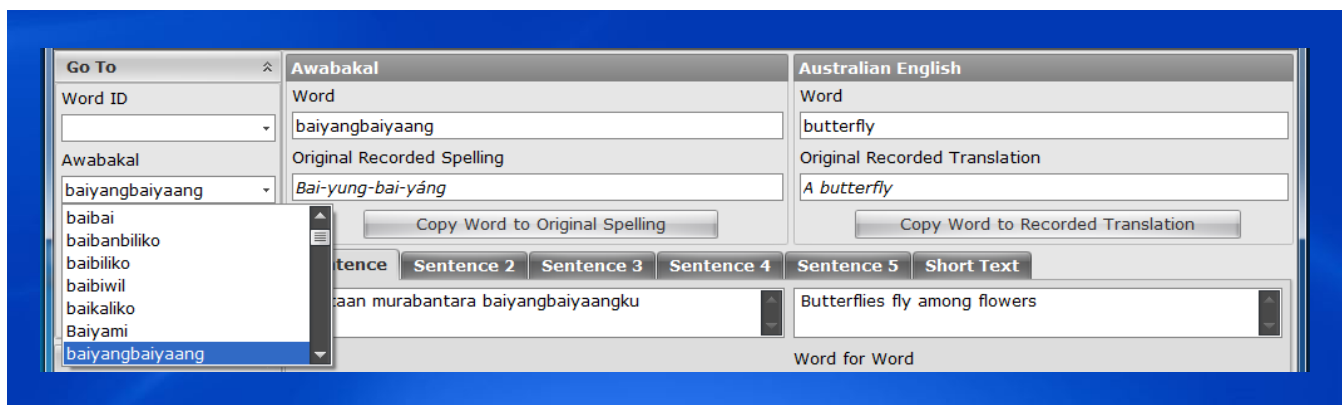 Go To
Word ID
Awabakal
baiyangbaiyaang
baibai
baibanbiliko
baibiliko
baibiwil
baikaliko
Baiyami
baiyangbaiyaang
Awabakal
Word
baiyangbaiyaang
Original Recorded Spelling
Bai-yung-bai-yáng
Copy Word to Original Spelling
Australian English
Word
butterfly
Original Recorded Translation
A butterfly
Copy Word to Recorded Translation
Sentence 2 Sentence 3 Sentence 4 Sentence 5 Short Text
murabantara baiyangbaiyaangku
Butterflies fly among flowers
Word for Word